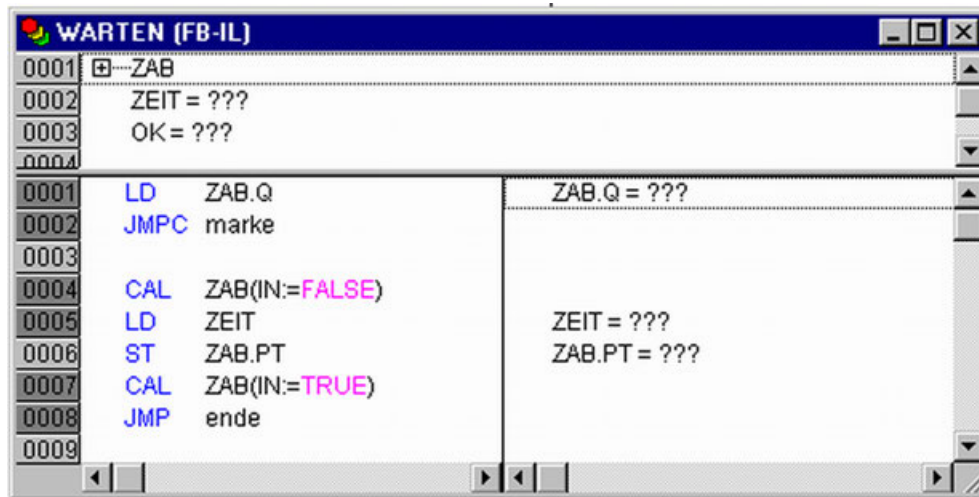 WARTEN (FB-IL)
0001 ZAB
0002 ZEIT = ???
0003 OK = ???
0004
0001 LD ZAB.Q ZAB.Q = ???
0002 JMPC marke
0003
0004 CAL ZAB(IN:=FALSE)
0005 LD ZEIT ZEIT = ???
0006 ST ZAB.PT ZAB.PT = ???
0007 CAL ZAB(IN:=TRUE)
0008 JMP ende
0009